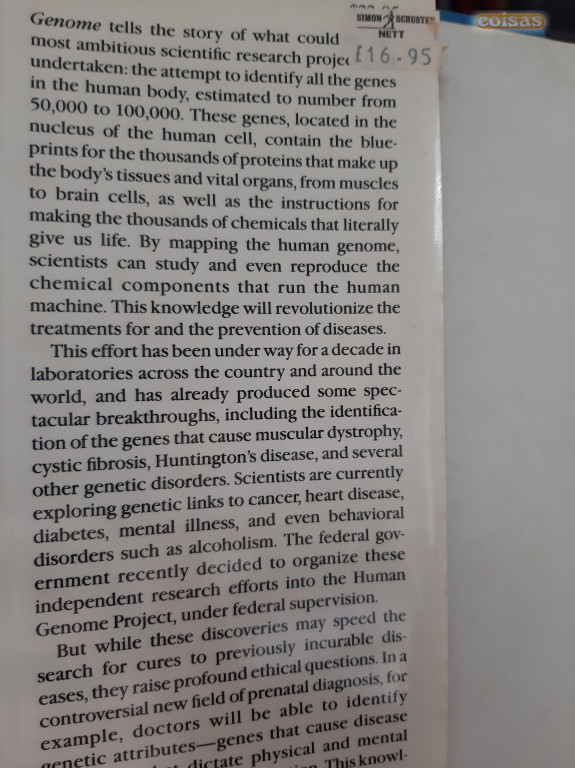 SIMON & SCHUSTER
NETT
£16.95
coisas
Genome tells the story of what could
most ambitious scientific research projec
undertaken: the attempt to identify all the genes
in the human body, estimated to number from
50,000 to 100,000. These genes, located in the
nucleus of the human cell, contain the blue-
prints for the thousands of proteins that make up
the body's tissues and vital organs, from muscles
to brain cells, as well as the instructions for
making the thousands of chemicals that literally
give us life. By mapping the human genome,
scientists can study and even reproduce the
chemical components that run the human
machine. This knowledge will revolutionize the
treatments for and the prevention of diseases.
This effort has been under way for a decade in
laboratories across the country and around the
world, and has already produced some spec-
tacular breakthroughs, including the identifica-
tion of the genes that cause muscular dystrophy,
cystic fibrosis, Huntington's disease, and several
other genetic disorders. Scientists are currently
exploring genetic links to cancer, heart disease,
diabetes, mental illness, and even behavioral
disorders such as alcoholism. The federal gov-
ernment recently decided to organize these
independent research efforts into the Human
Genome Project, under federal supervision.
But while these discoveries may speed the
search for cures to previously incurable dis-
eases, they raise profound ethical questions. In a
controversial new field of prenatal diagnosis, for
example, doctors will be able to identify
genetic attributes—genes that cause disease
dictate physical and mental
This knowl-